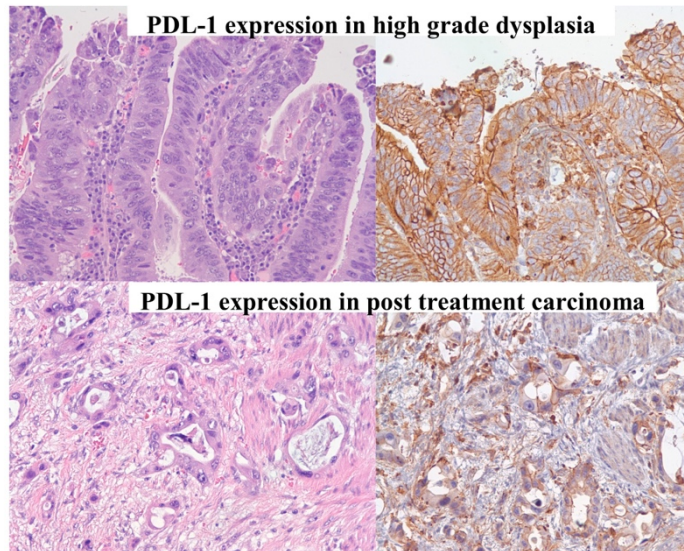 PDL-1 expression in high grade dysplasia
PDL-1 expression in post treatment carcinoma